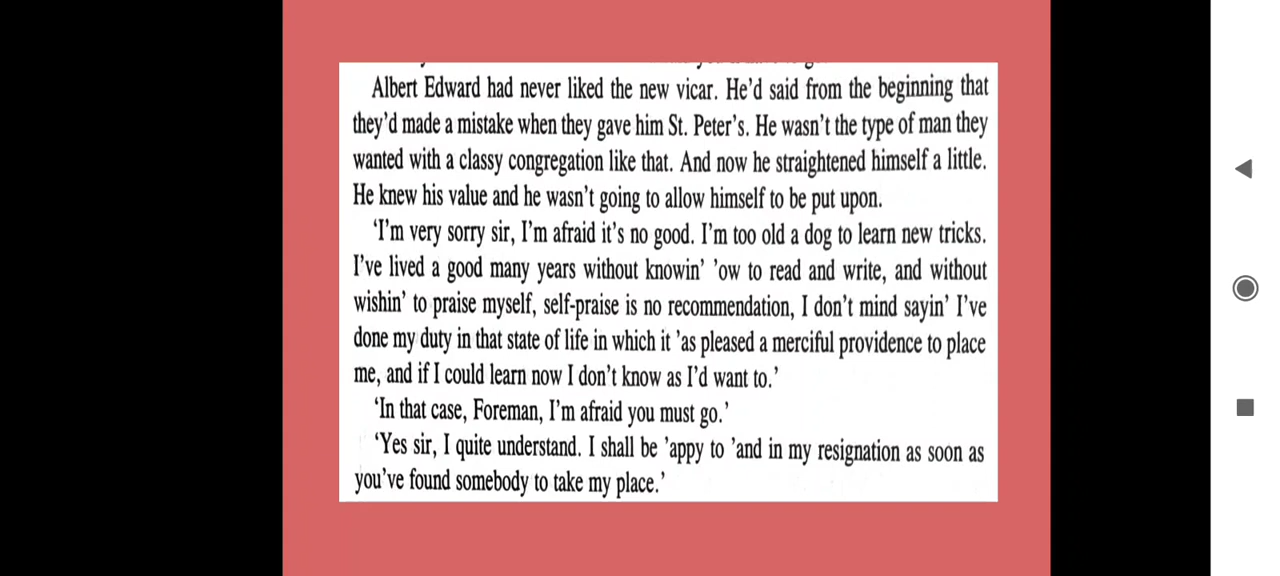 Albert Edward had never liked the new vicar. He'd said from the beginning that
they'd made a mistake when they gave him St. Peter's. He wasn't the type of man they
wanted with a classy congregation like that. And now he straightened himself a little.
He knew his value and he wasn't going to allow himself to be put upon.
‘I'm very sorry sir, I'm afraid it's no good. I'm too old a dog to learn new tricks.
I've lived a good many years without knowin' 'ow to read and write, and without
wishin' to praise myself, self-praise is no recommendation, I don't mind sayin' I've
done my duty in that state of life in which it 'as pleased a merciful providence to place
me, and if I could learn now I don't know as I'd want to.’
‘In that case, Foreman, I'm afraid you must go.’
‘Yes sir, I quite understand. I shall be 'appy to 'and in my resignation as soon as
you've found somebody to take my place.’